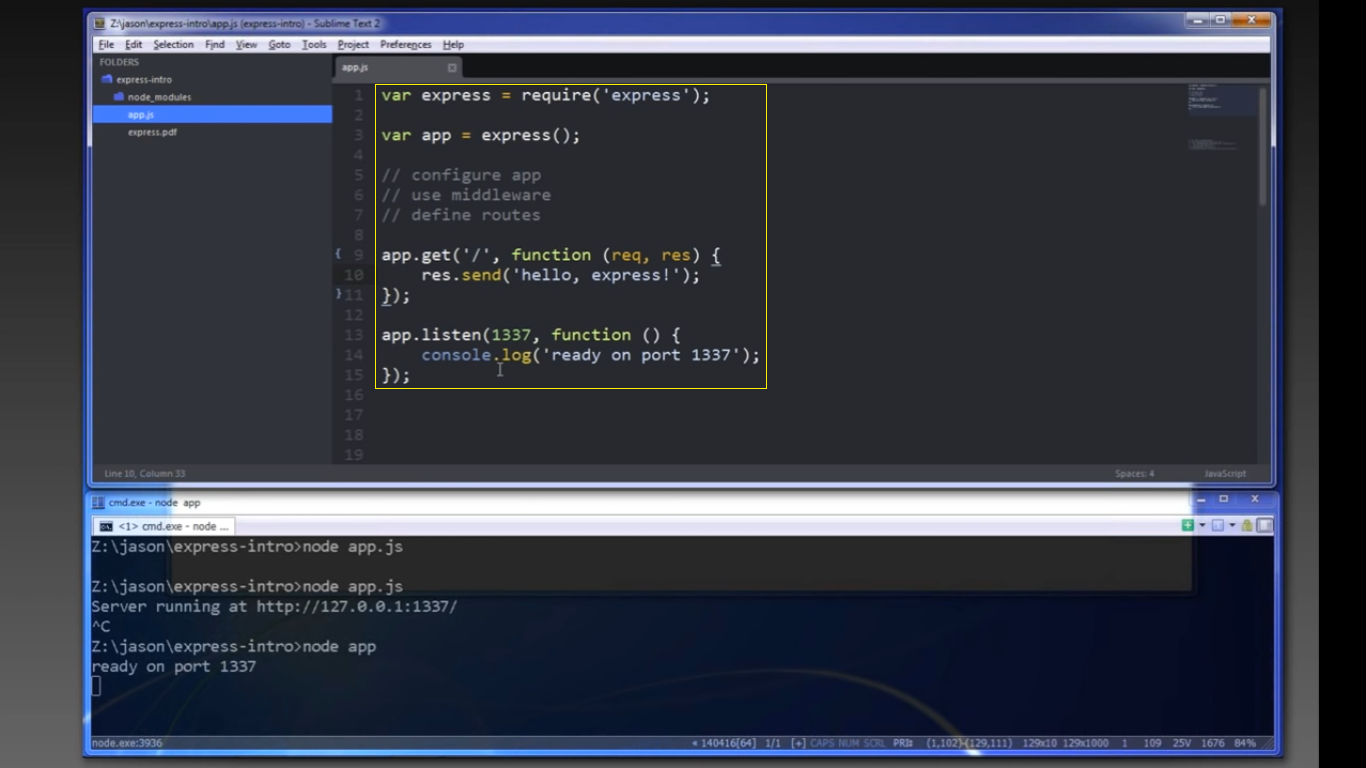 Z:\jason\express-intro\app.js (express-intro) - Sublime Text 2
File Edit Selection Find View Goto Tools Project Preferences Help
FOLDERS
express-intro
node_modules
app.js
express.pdf
app.js
1 var express = require('express');
2
3 var app = express();
4
5 // configure app
6 // use middleware
7 // define routes
8
9 app.get('/', function (req, res) {
10 res.send('hello, express!');
11 });
12
13 app.listen(1337, function () {
14 console.log('ready on port 1337');
15 });
16
17
18
19
Line 10, Column 33 Spaces: 4 JavaScript
cmd.exe - node app
<1> cmd.exe - node ...
Z:\jason\express-intro>node app.js
Z:\jason\express-intro>node app.js
Server running at http://127.0.0.1:1337/
^C
Z:\jason\express-intro>node app
ready on port 1337
node.exe:3936 « 140416[64] 1/1 [+] CAPS NUM SCRL (1,102)-(129,111) 129x10 129x1000 1 109 25V 1676 84%